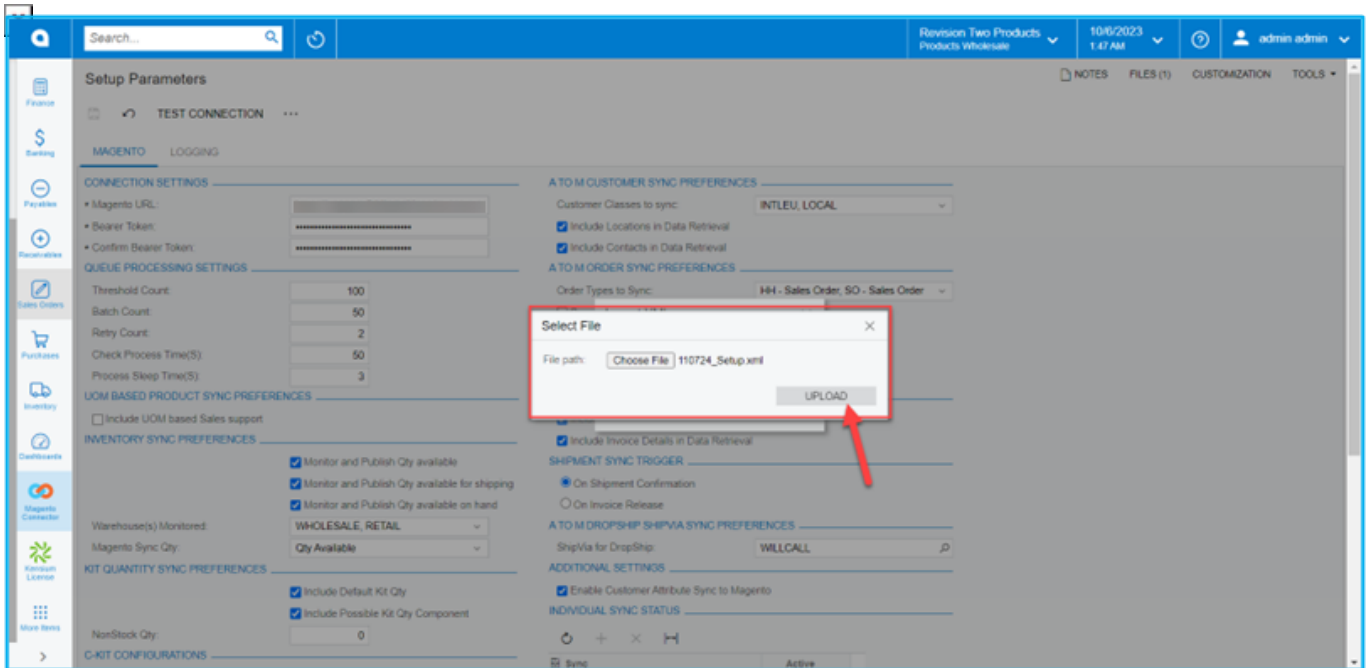 Search...
Revision Two Products
Products Wholesale
10/6/2023
1:47 AM
admin admin
Finance
Banking
Payables
Receivables
Sales Orders
Purchases
Inventory
Dashboards
Magento
Connector
Kensium
License
More Items
Setup Parameters
NOTES FILES (1) CUSTOMIZATION TOOLS
TEST CONNECTION ...
MAGENTO LOGGING
CONNECTION SETTINGS
Magento URL:
Bearer Token:
Confirm Bearer Token:
QUEUE PROCESSING SETTINGS
Threshold Count: 100
Batch Count: 50
Retry Count: 2
Check Process Time(S): 50
Process Sleep Time(S): 3
UOM BASED PRODUCT SYNC PREFERENCES
Include UOM based Sales support
INVENTORY SYNC PREFERENCES
Monitor and Publish Qty available
Monitor and Publish Qty available for shipping
Monitor and Publish Qty available on hand
Warehouse(s) Monitored: WHOLESALE, RETAIL
Magento Sync Qty: Qty Available
KIT QUANTITY SYNC PREFERENCES
Include Default Kit Qty
Include Possible Kit Qty Component
NonStock Qty: 0
C-KIT CONFIGURATIONS
A TO M CUSTOMER SYNC PREFERENCES
Customer Classes to sync: INTLEU, LOCAL
Include Locations in Data Retrieval
Include Contacts in Data Retrieval
A TO M ORDER SYNC PREFERENCES
Order Types to Sync: HH - Sales Order, SO - Sales Order
Select File
File path: Choose File 110724_Setup.xml
UPLOAD
Include Invoice Details in Data Retrieval
SHIPMENT SYNC TRIGGER
On Shipment Confirmation
On Invoice Release
A TO M DROPSHIP SHIPVIA SYNC PREFERENCES
ShipVia for DropShip: WILLCALL
ADDITIONAL SETTINGS
Enable Customer Attribute Sync to Magento
INDIVIDUAL SYNC STATUS
Sync Active